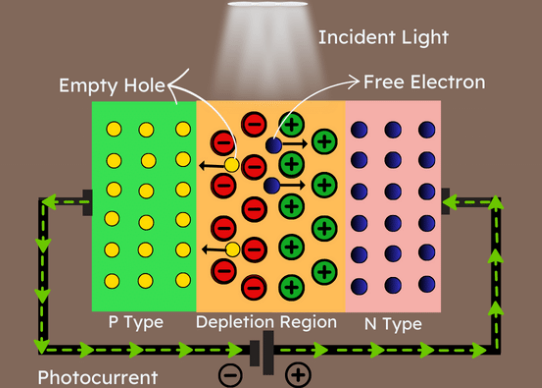 Incident Light
Empty Hole
Free Electron
P Type
Depletion Region
N Type
Photocurrent